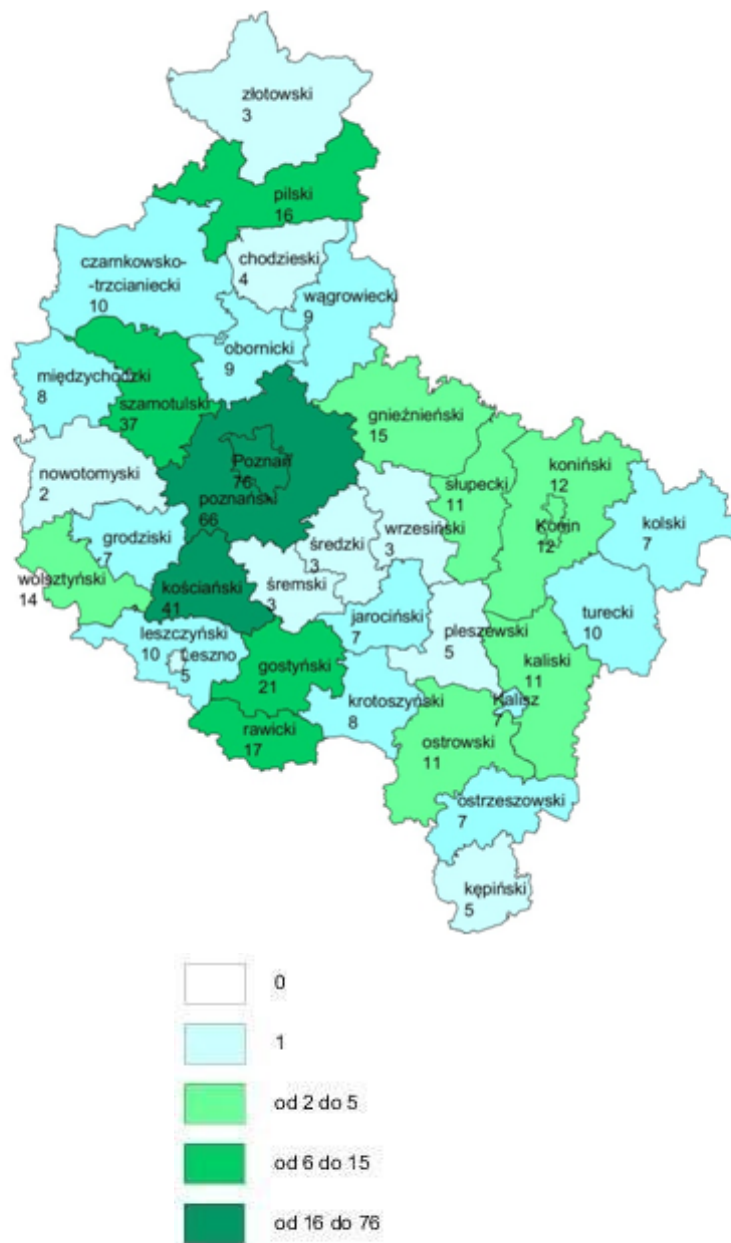 złotowski
3
pilski
16
czarnkowsko-
-trzcianiecki
10
chodzieski
4
wągrowiecki
9
obornicki
9
międzychodzki
8
szamotulski
37
gnieźnieński
15
Poznań
76
poznański
66
nowotomyski
2
słupecki
11
koniński
12
Konin
12
kolski
7
grodziski
7
średzki
3
wrzesiński
3
wolsztyński
14
kościański
41
śremski
3
jarociński
7
pleszewski
5
turecki
10
leszczyński
10
Leszno
5
gostyński
21
kaliski
11
krotoszyński
8
Kalisz
7
rawicki
17
ostrowski
11
ostrzeszowski
7
kępiński
5
0
1
od 2 do 5
od 6 do 15
od 16 do 76